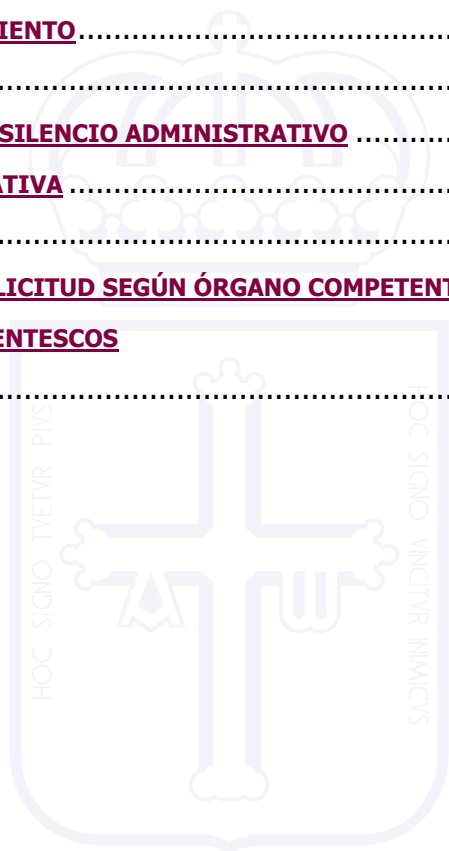 IENTO................................................
................................................
SILENCIO ADMINISTRATIVO ............
ATIVA ................................................
................................................
LICITUD SEGÚN ÓRGANO COMPETENT
ENTESCOS
................................................
HOC SIGNO TVETVR PIVS
HOC SIGNO VINCITVR INIMICVS